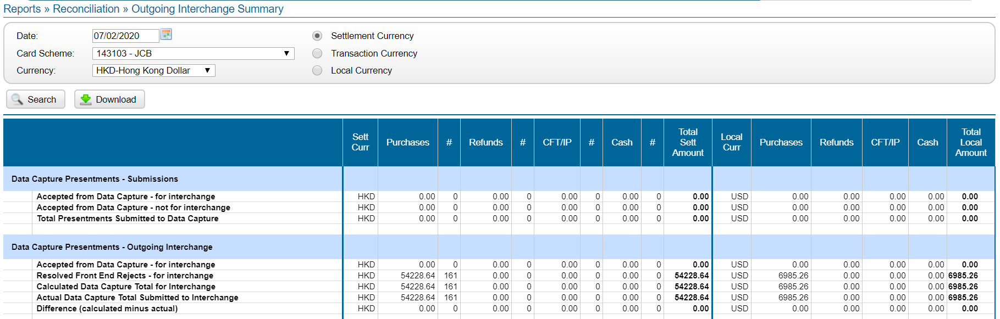 Reports » Reconciliation » Outgoing Interchange Summary
Date: 07/02/2020 Settlement Currency
Card Scheme: 143103 - JCB Transaction Currency
Currency: HKD-Hong Kong Dollar Local Currency
Search Download
Sett Curr Purchases # Refunds # CFT/IP # Cash # Total Sett Amount Local Curr Purchases Refunds CFT/IP Cash Total Local Amount
Data Capture Presentments - Submissions
Accepted from Data Capture - for interchange HKD 0.00 0 0.00 0 0.00 0 0.00 0 0.00 USD 0.00 0.00 0.00 0.00 0.00
Accepted from Data Capture - not for interchange HKD 0.00 0 0.00 0 0.00 0 0.00 0 0.00 USD 0.00 0.00 0.00 0.00 0.00
Total Presentments Submitted to Data Capture HKD 0.00 0 0.00 0 0.00 0 0.00 0 0.00 USD 0.00 0.00 0.00 0.00 0.00
Data Capture Presentments - Outgoing Interchange
Accepted from Data Capture - for interchange HKD 0.00 0 0.00 0 0.00 0 0.00 0 0.00 USD 0.00 0.00 0.00 0.00 0.00
Resolved Front End Rejects - for interchange HKD 54228.64 161 0.00 0 0.00 0 0.00 0 54228.64 USD 6985.26 0.00 0.00 0.00 6985.26
Calculated Data Capture Total for Interchange HKD 54228.64 161 0.00 0 0.00 0 0.00 0 54228.64 USD 6985.26 0.00 0.00 0.00 6985.26
Actual Data Capture Total Submitted to Interchange HKD 54228.64 161 0.00 0 0.00 0 0.00 0 54228.64 USD 6985.26 0.00 0.00 0.00 6985.26
Difference (calculated minus actual) HKD 0.00 0 0.00 0 0.00 0 0.00 0 0.00 USD 0.00 0.00 0.00 0.00 0.00